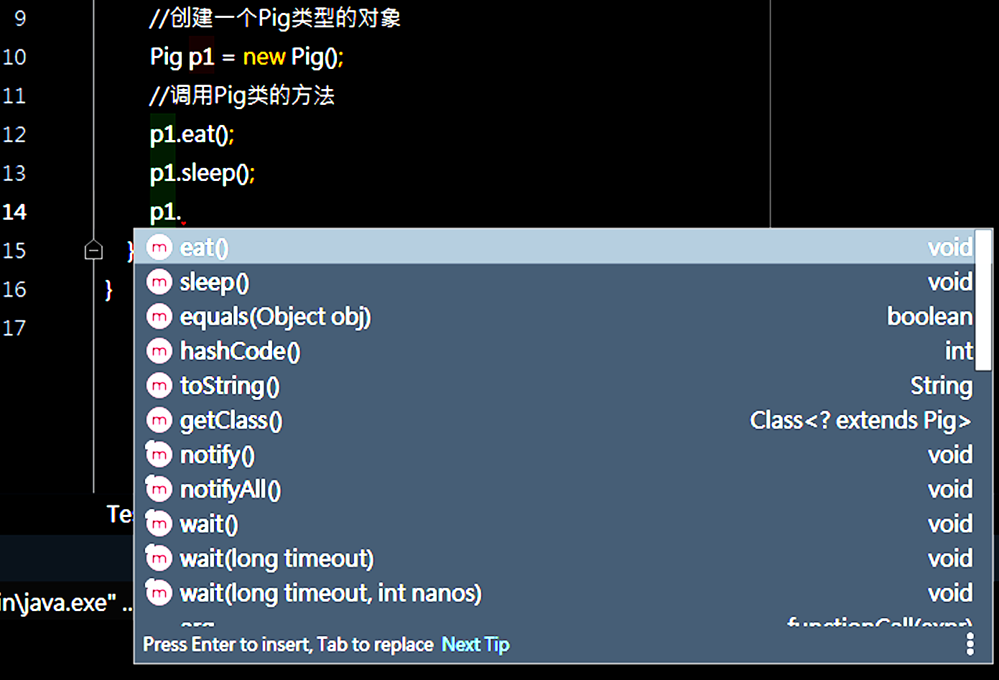 9 //创建一个Pig类型的对象
10 Pig p1 = new Pig();
11 //调用Pig类的方法
12 p1.eat();
13 p1.sleep();
14 p1.
15 }
16 }
17
m eat() void
m sleep() void
m equals(Object obj) boolean
m hashCode() int
m toString() String
m getClass() Class<? extends Pig>
m notify() void
m notifyAll() void
m wait() void
m wait(long timeout) void
m wait(long timeout, int nanos) void
arg functionCall(expr)
Press Enter to insert, Tab to replace Next Tip
Te
in\java.exe" ...